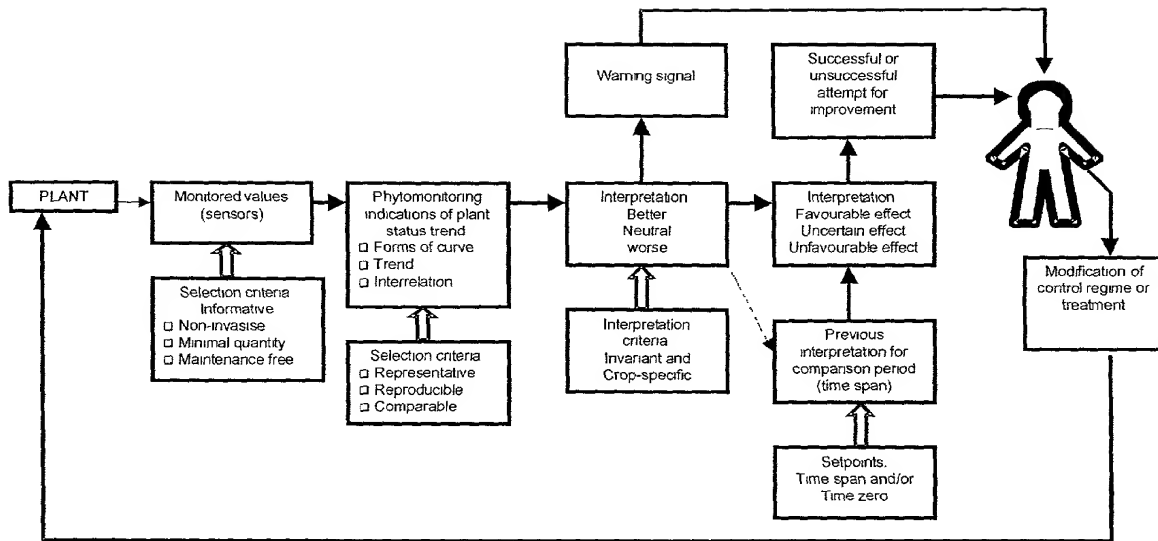 Warning signal
Successful or
unsuccessful
attempt for
improvement
PLANT
Monitored values
(sensors)
Phytomonitoring
indications of plant
status trend
❑ Forms of curve
❑ Trend
❑ Interrelation
Interpretation
Better
Neutral
worse
Interpretation
Favourable effect
Uncertain effect
Unfavourable effect
Modification of
control regime or
treatment
Selection criteria
Informative
❑ Non-invasise
❑ Minimal quantity
❑ Maintenance free
Selection criteria
❑ Representative
❑ Reproducible
❑ Comparable
Interpretation
criteria
Invariant and
Crop-specific
Previous
interpretation for
comparison period
(time span)
Setpoints.
Time span and/or
Time zero